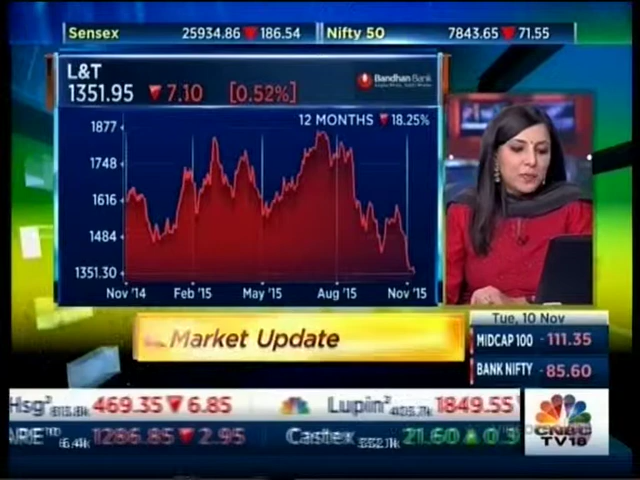 Sensex 25934.86 ▼ 186.54 Nifty 50 7843.65 ▼ 71.55
L&T
1351.95 ▼ 7.10 [0.52%]
Bandhan Bank
12 MONTHS ▼ 18.25%
1877
1748
1616
1484
1351.30
Nov '14 Feb '15 May '15 Aug '15 Nov '15
Market Update
Tue, 10 Nov
MIDCAP 100 - 111.35
BANK NIFTY - 85.60
Hsg 469.35 ▼ 6.85 Lupin 1849.55
1286.85 ▼ 2.95 Castex 21.60 ▲
CNBC
TV18